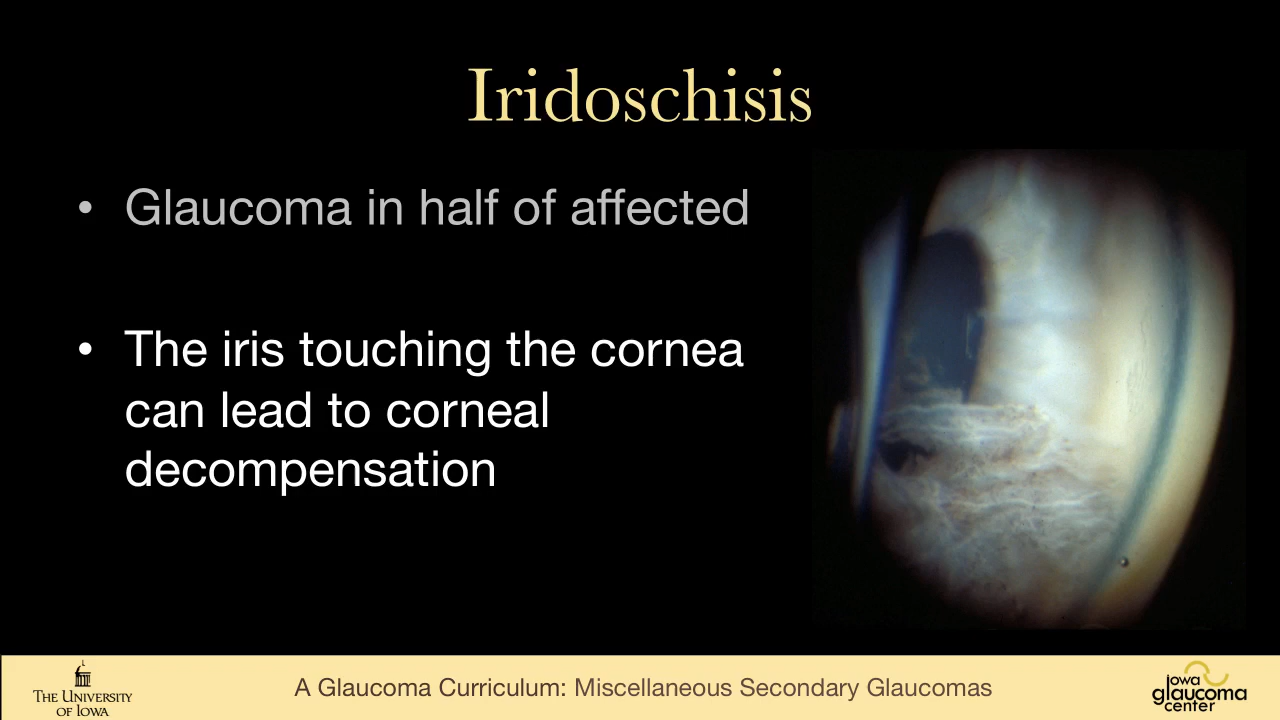 Iridoschisis
• Glaucoma in half of affected
• The iris touching the cornea
can lead to corneal
decompensation
THE UNIVERSITY
OF IOWA
A Glaucoma Curriculum: Miscellaneous Secondary Glaucomas
Iowa
glaucoma
center